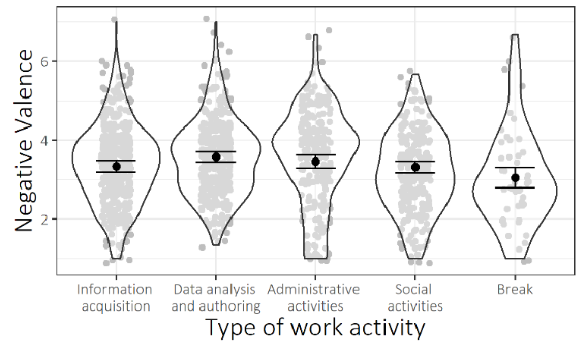 Negative Valence
6
4
2
Information acquisition
Data analysis and authoring
Administrative activities
Social activities
Break
Type of work activity